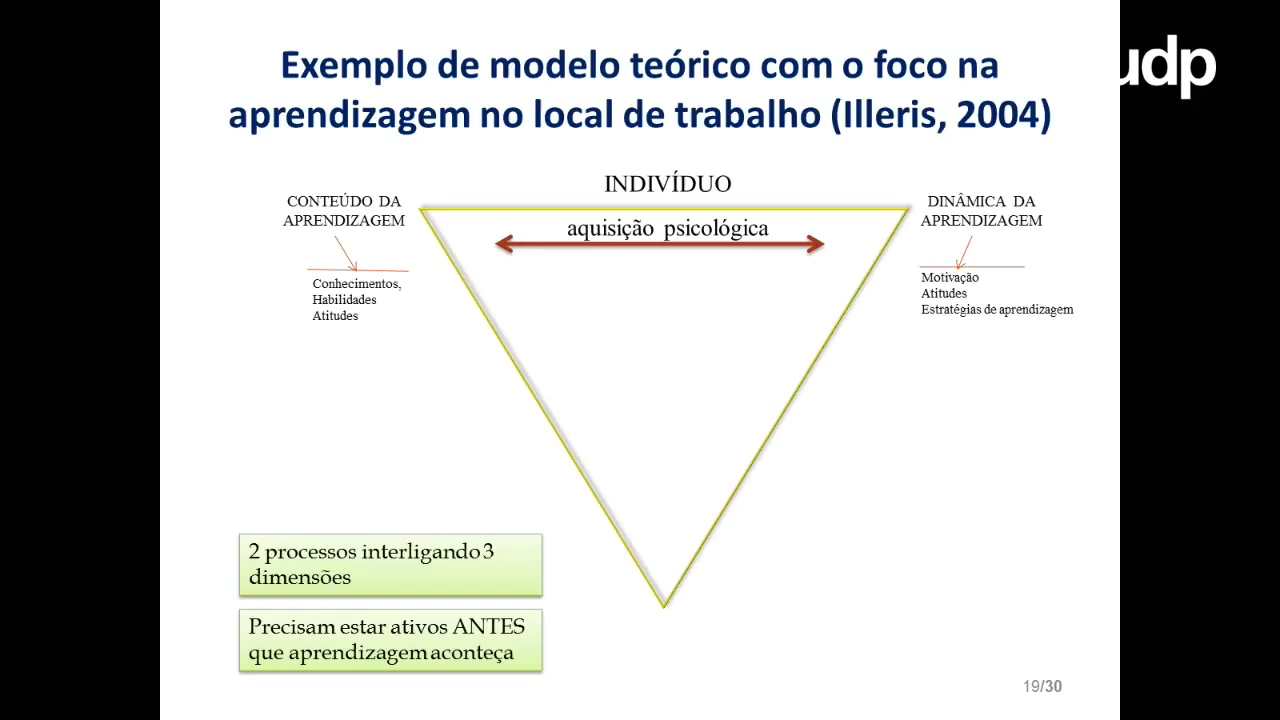 Exemplo de modelo teórico com o foco na
aprendizagem no local de trabalho (Illeris, 2004)
udp
INDIVÍDUO
CONTEÚDO DA
APRENDIZAGEM
aquisição psicológica
DINÂMICA DA
APRENDIZAGEM
Conhecimentos,
Habilidades
Atitudes
Motivação
Atitudes
Estratégias de aprendizagem
2 processos interligando 3
dimensões
Precisam estar ativos ANTES
que aprendizagem aconteça
19/30